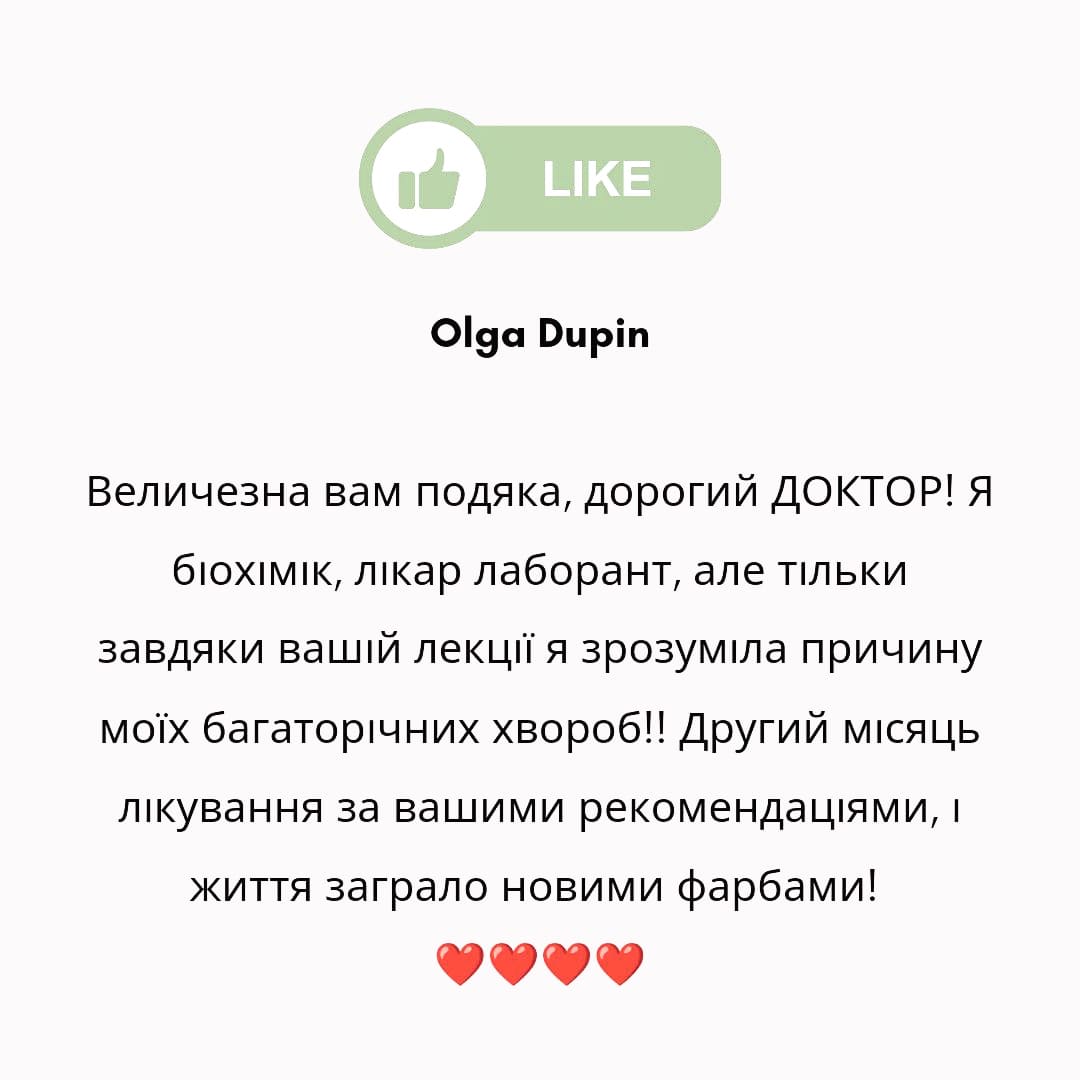 LIKE
Olga Dupin
Величезна вам подяка, дорогий ДОКТОР! Я
біохімік, лікар лаборант, але тільки
завдяки вашій лекції я зрозуміла причину
моїх багаторічних хвороб!! Другий місяць
лікування за вашими рекомендаціями, і
життя заграло новими фарбами!
❤️❤️❤️❤️